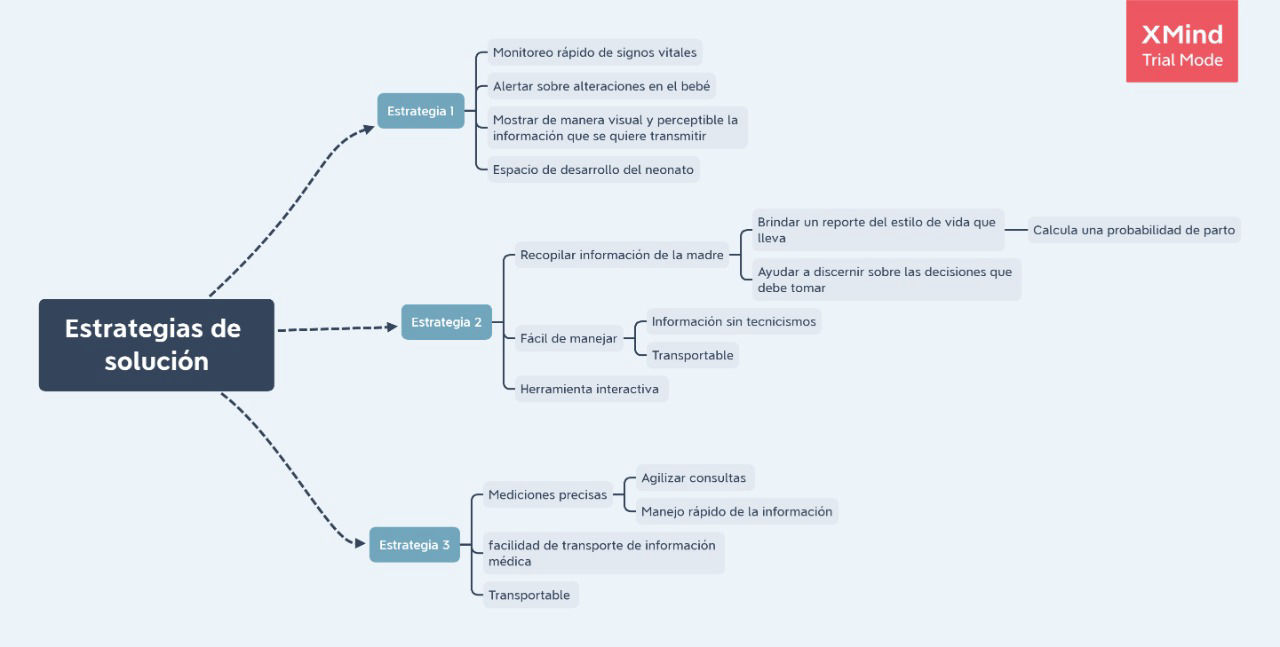 XMind
Trial Mode
Monitoreo rápido de signos vitales
Alertar sobre alteraciones en el bebé
Estrategia 1
Mostrar de manera visual y perceptible la
información que se quiere transmitir
Espacio de desarrollo del neonato
Brindar un reporte del estilo de vida que
lleva
Calcula una probabilidad de parto
Recopilar información de la madre
Ayudar a discernir sobre las decisiones que
debe tomar
Estrategias de
solución
Estrategia 2
Información sin tecnicismos
Fácil de manejar
Transportable
Herramienta interactiva
Agilizar consultas
Mediciones precisas
Manejo rápido de la información
Estrategia 3
facilidad de transporte de información
médica
Transportable